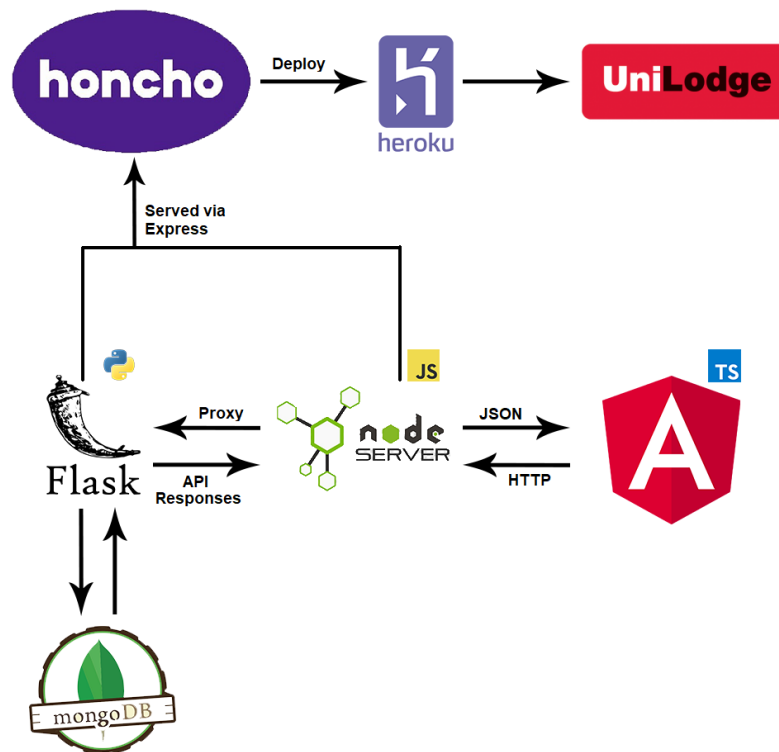 honcho
Deploy
heroku
UniLodge
Served via
Express
JS
TS
Proxy
node
SERVER
JSON
A
Flask
API
Responses
HTTP
mongoDB